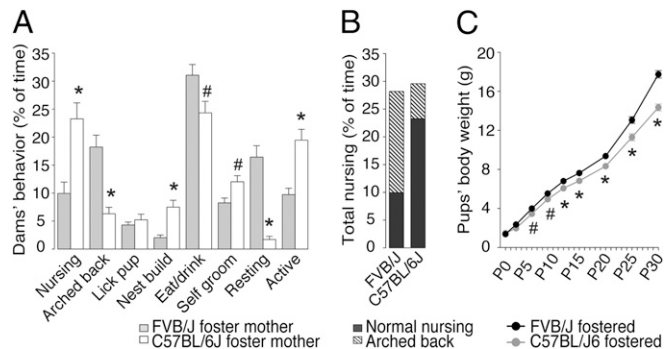 A
Dams' behavior (% of time)
35
30
25
20
15
10
5
0
*
*
*
#
#
*
*
Nursing
Arched back
Lick pup
Nest build
Eat/drink
Self groom
Resting
Active
FVB/J foster mother
C57BL/6J foster mother
B
Total nursing (% of time)
35
30
25
20
15
10
5
0
FVB/J
C57BL/6J
Normal nursing
Arched back
C
Pups' body weight (g)
20
16
12
8
4
0
#
#
*
*
*
*
*
P0
P5
P10
P15
P20
P25
P30
FVB/J fostered
C57BL/J6 fostered